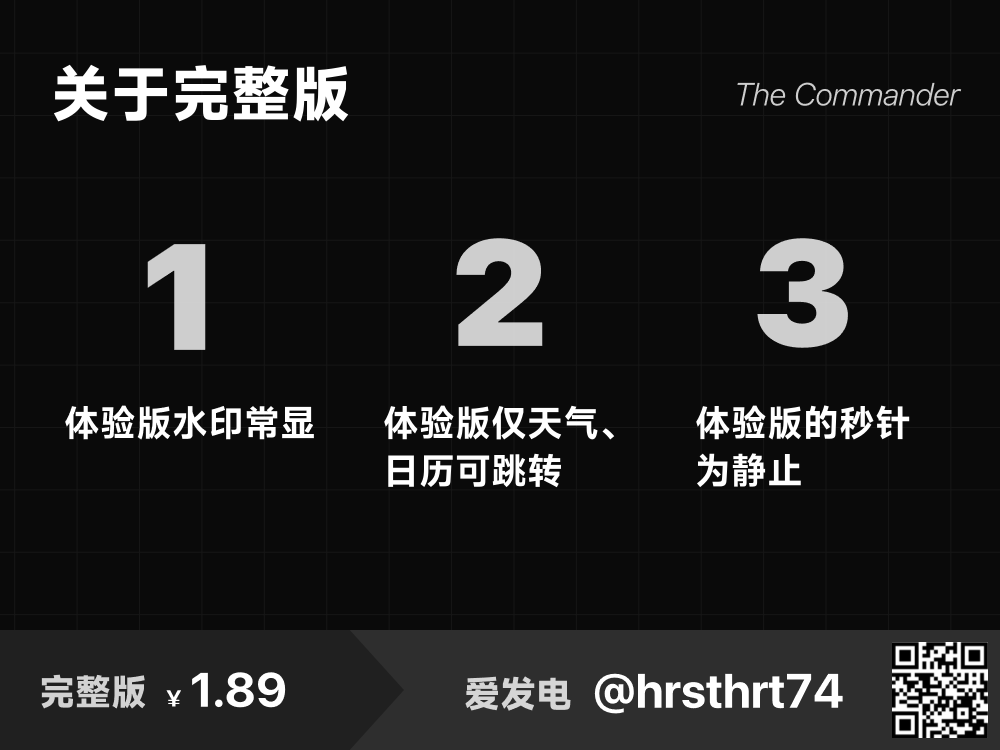 关于完整版
The Commander
1
体验版水印常显
2
体验版仅天气、
日历可跳转
3
体验版的秒针
为静止
完整版 ¥ 1.89
爱发电 @hrsthrt74